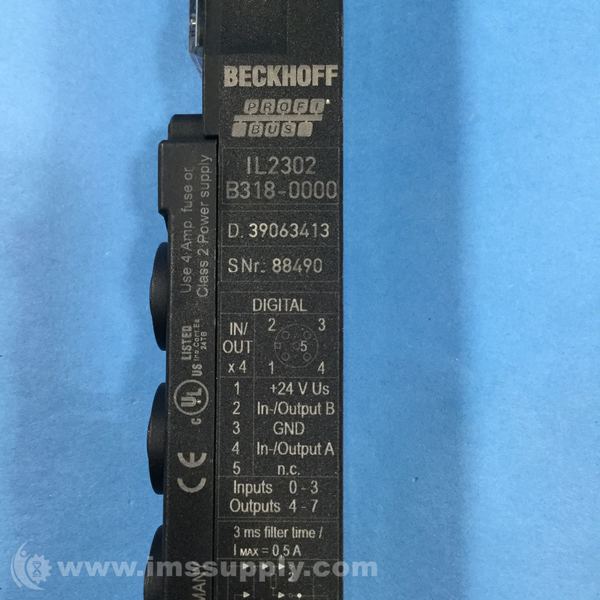 BECKHOFF
PROFI
BUS
IL2302
B318-0000
D. 39063413
S Nr.: 88490
DIGITAL
IN/
OUT
x 4
2 3
5
1 4
1 +24 V Us
2 In-/Output B
3 GND
4 In-/Output A
5 n.c.
Inputs 0 - 3
Outputs 4 - 7
3 ms filter time /
I MAX = 0,5 A
Use 4 Amp. fuse or
Class 2 Power supply
LISTED
24TB
c UL US
CE
www.imssupply.com